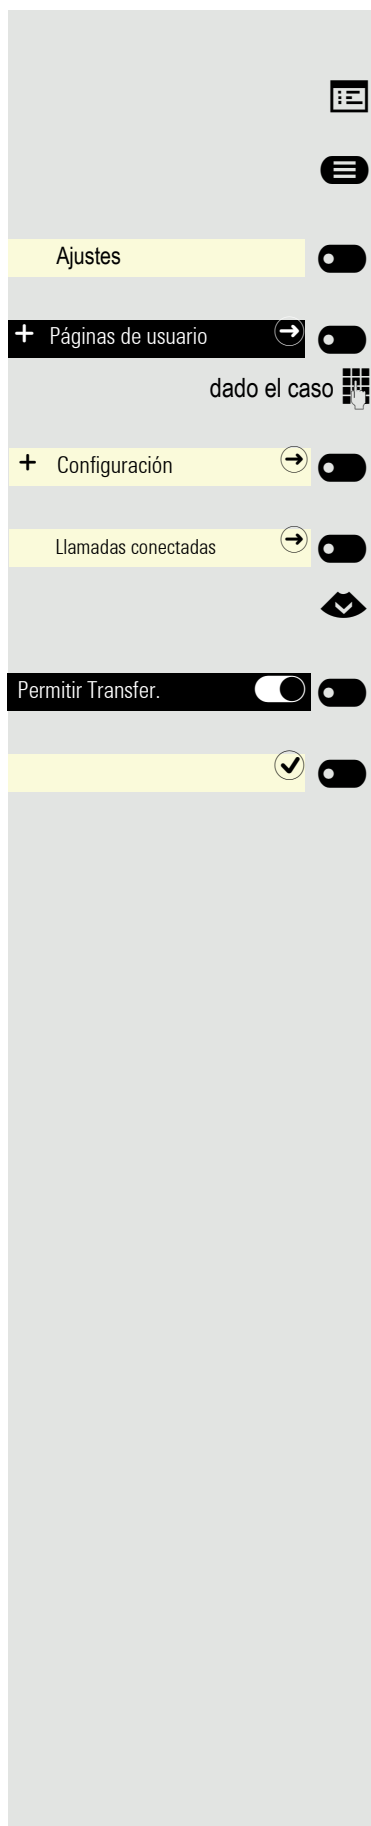 Ajustes
Páginas de usuario
dado el caso
Configuración
Llamadas conectadas
Permitir Transfer.